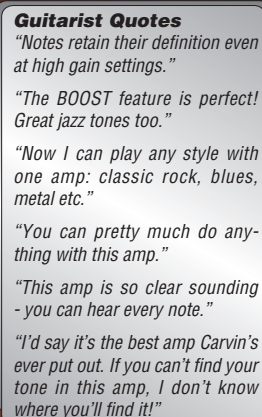 Guitarist Quotes
“Notes retain their definition even
at high gain settings.”
“The BOOST feature is perfect!
Great jazz tones too.”
“Now I can play any style with
one amp: classic rock, blues,
metal etc.”
“You can pretty much do any-
thing with this amp.”
“This amp is so clear sounding
- you can hear every note.”
“I’d say it’s the best amp Carvin’s
ever put out. If you can’t find your
tone in this amp, I don’t know
where you’ll find it!”